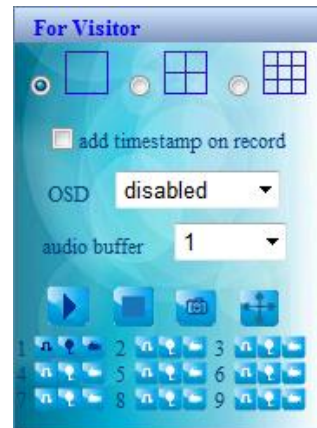 For Visitor
add timestamp on record
OSD disabled
audio buffer 1
1 2 3
4 5 6
7 8 9